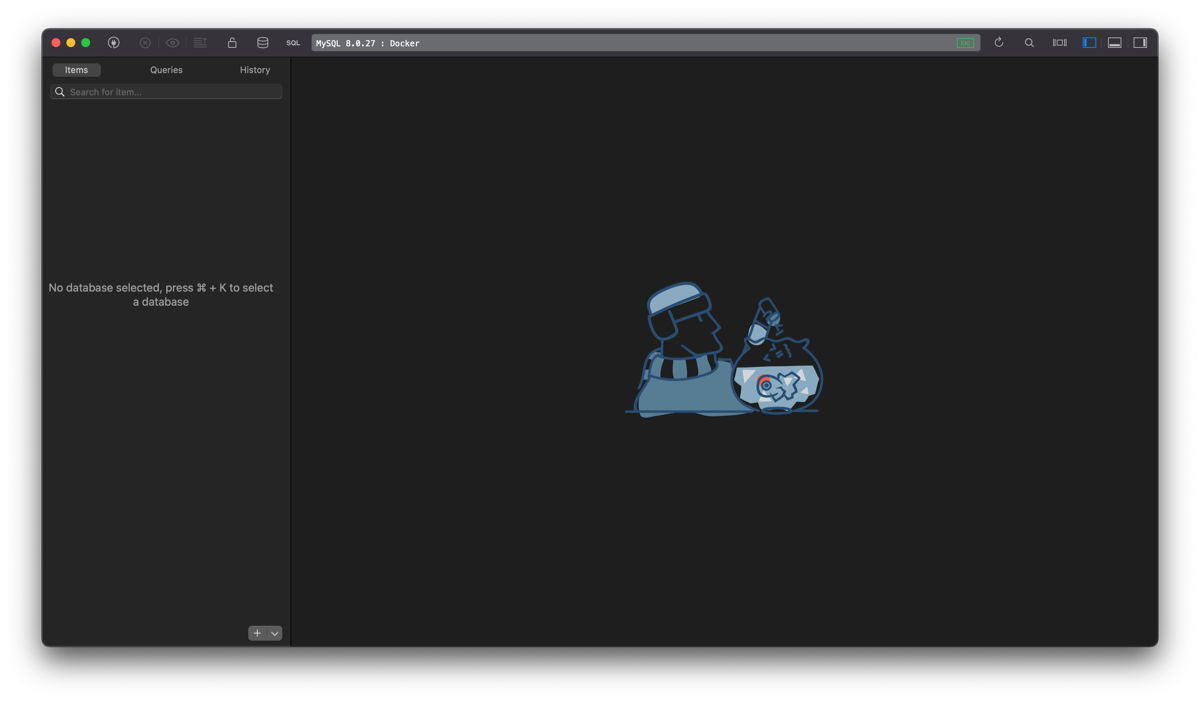 SQL
MySQL 8.0.27 : Docker
Items
Queries
History
Search for item...
No database selected, press ⌘ + K to select
a database